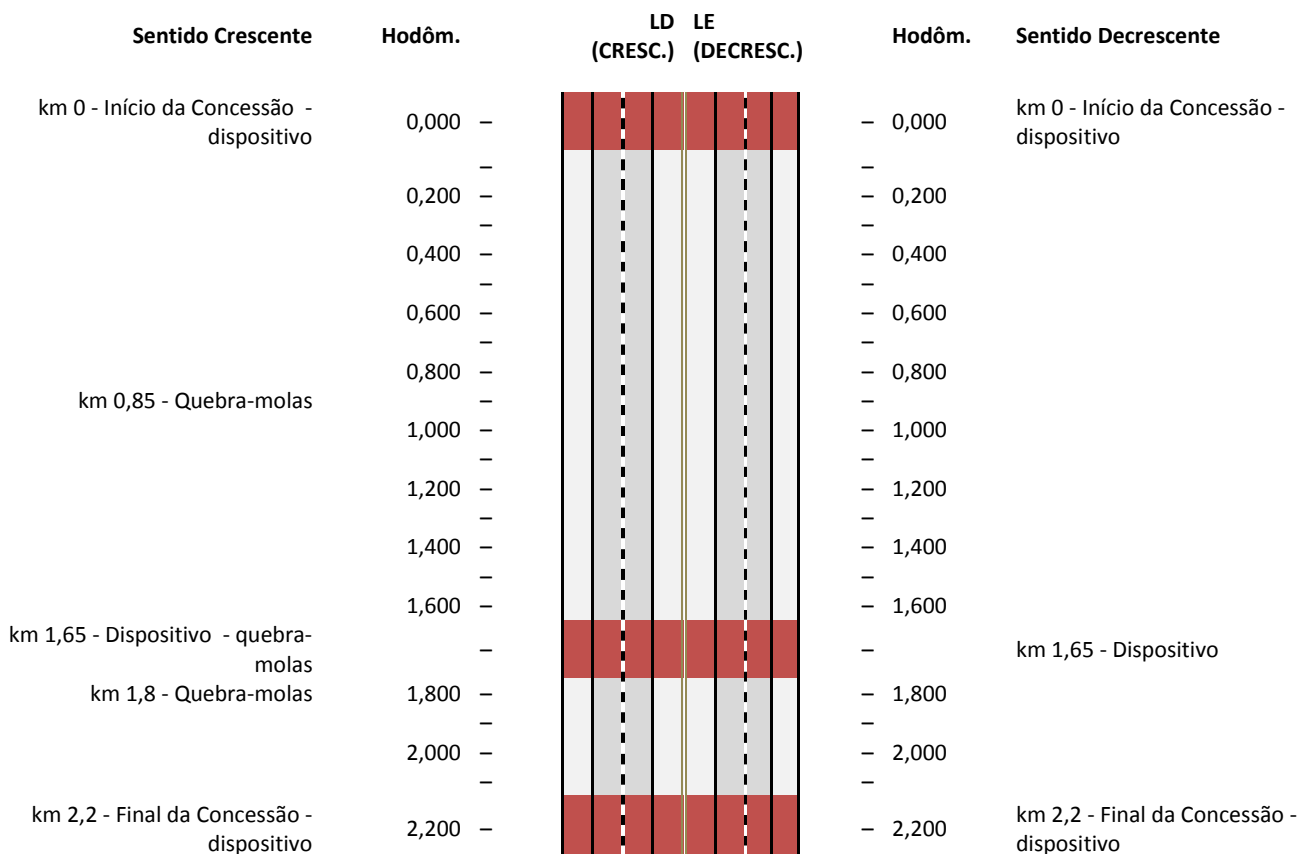 Sentido Crescente Hodôm. LD LE Hodôm. Sentido Decrescente
(CRESC.) (DECRESC.)
km 0 - Início da Concessão - km 0 - Início da Concessão -
dispositivo 0,000 – – 0,000 dispositivo
– –
0,200 – – 0,200
– –
0,400 – – 0,400
– –
0,600 – – 0,600
– –
0,800 – – 0,800
km 0,85 - Quebra-molas – –
1,000 – – 1,000
– –
1,200 – – 1,200
– –
1,400 – – 1,400
– –
1,600 – – 1,600
km 1,65 - Dispositivo - quebra- – – km 1,65 - Dispositivo
molas
km 1,8 - Quebra-molas 1,800 – – 1,800
– –
2,000 – – 2,000
– –
km 2,2 - Final da Concessão - km 2,2 - Final da Concessão -
dispositivo 2,200 – – 2,200 dispositivo